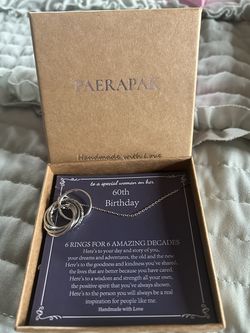 PAERAPAK
Handmade with Love
to a special woman on her
60th
Birthday
6 RINGS FOR 6 AMAZING DECADES
Here's to your day and story of you,
your dreams and adventures, the old and the new
Here's to the goodness and kindness you've shared,
the lives that are better because you have cared.
Here's to wisdom and strength all your own,
the positive spirit that you've always shown.
Here's to the person you will always be a real
inspiration for people like me.
Handmade with Love